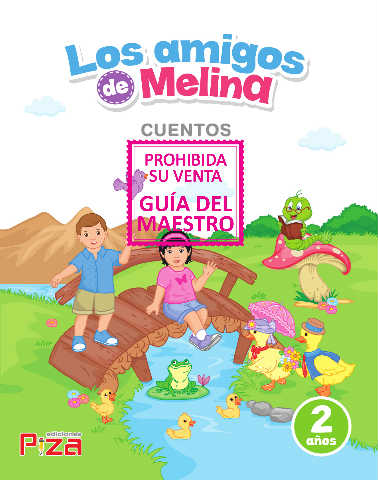 Los amigos
de Melina
CUENTOS
PROHIBIDA
SU VENTA
GUÍA DEL
MAESTRO
2
años
ediciones
Piza